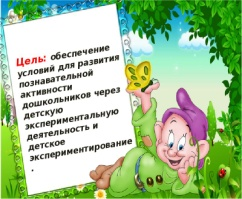 Цель: обеспечение
условий для развития
познавательной
активности
дошкольников через
детскую
экспериментальную
деятельность и
детское
экспериментирование
.